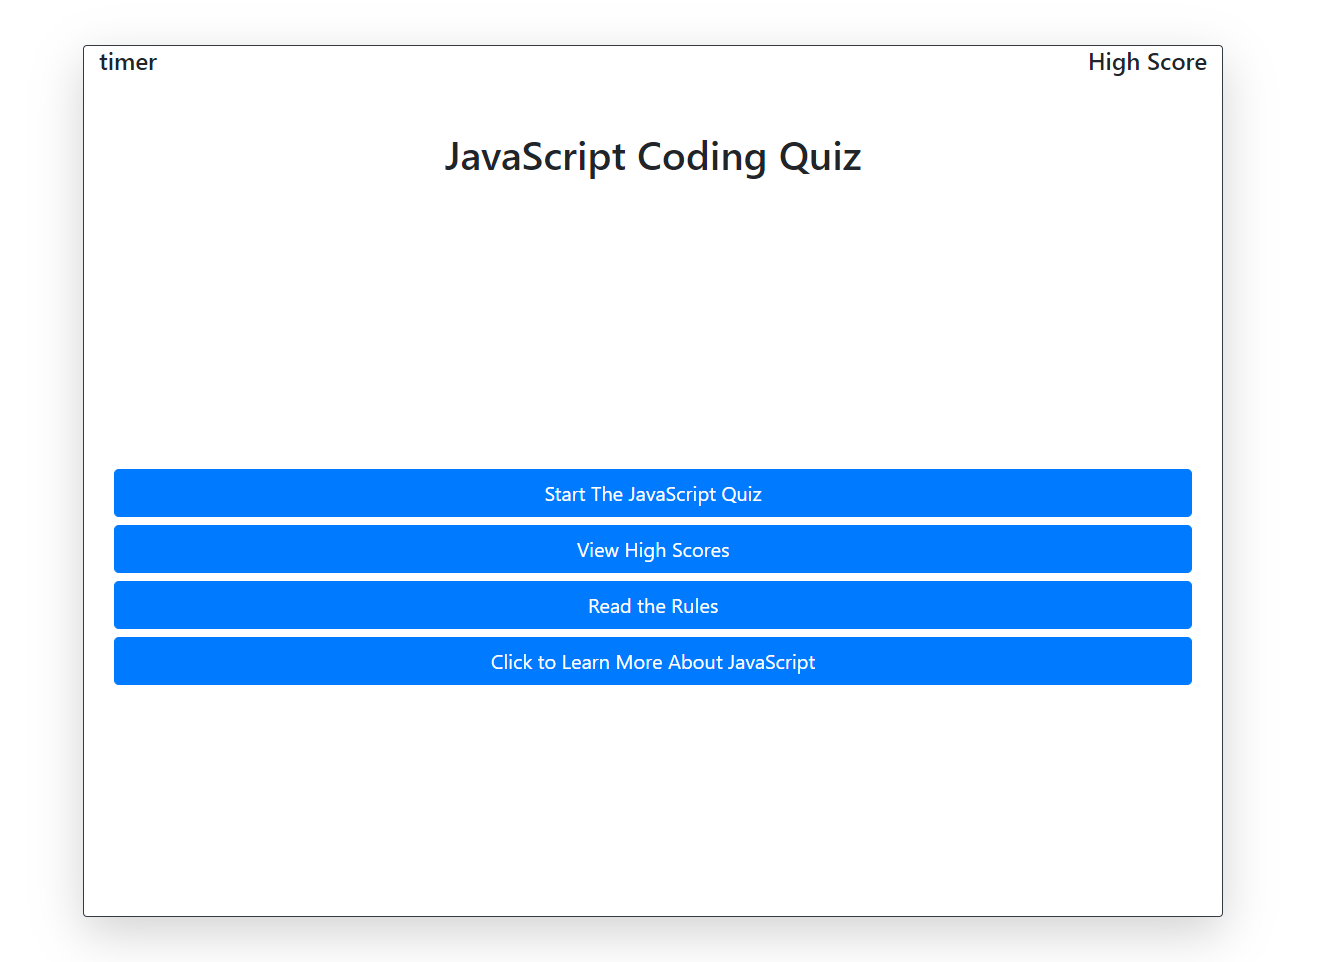 timer
High Score
JavaScript Coding Quiz
Start The JavaScript Quiz
View High Scores
Read the Rules
Click to Learn More About JavaScript